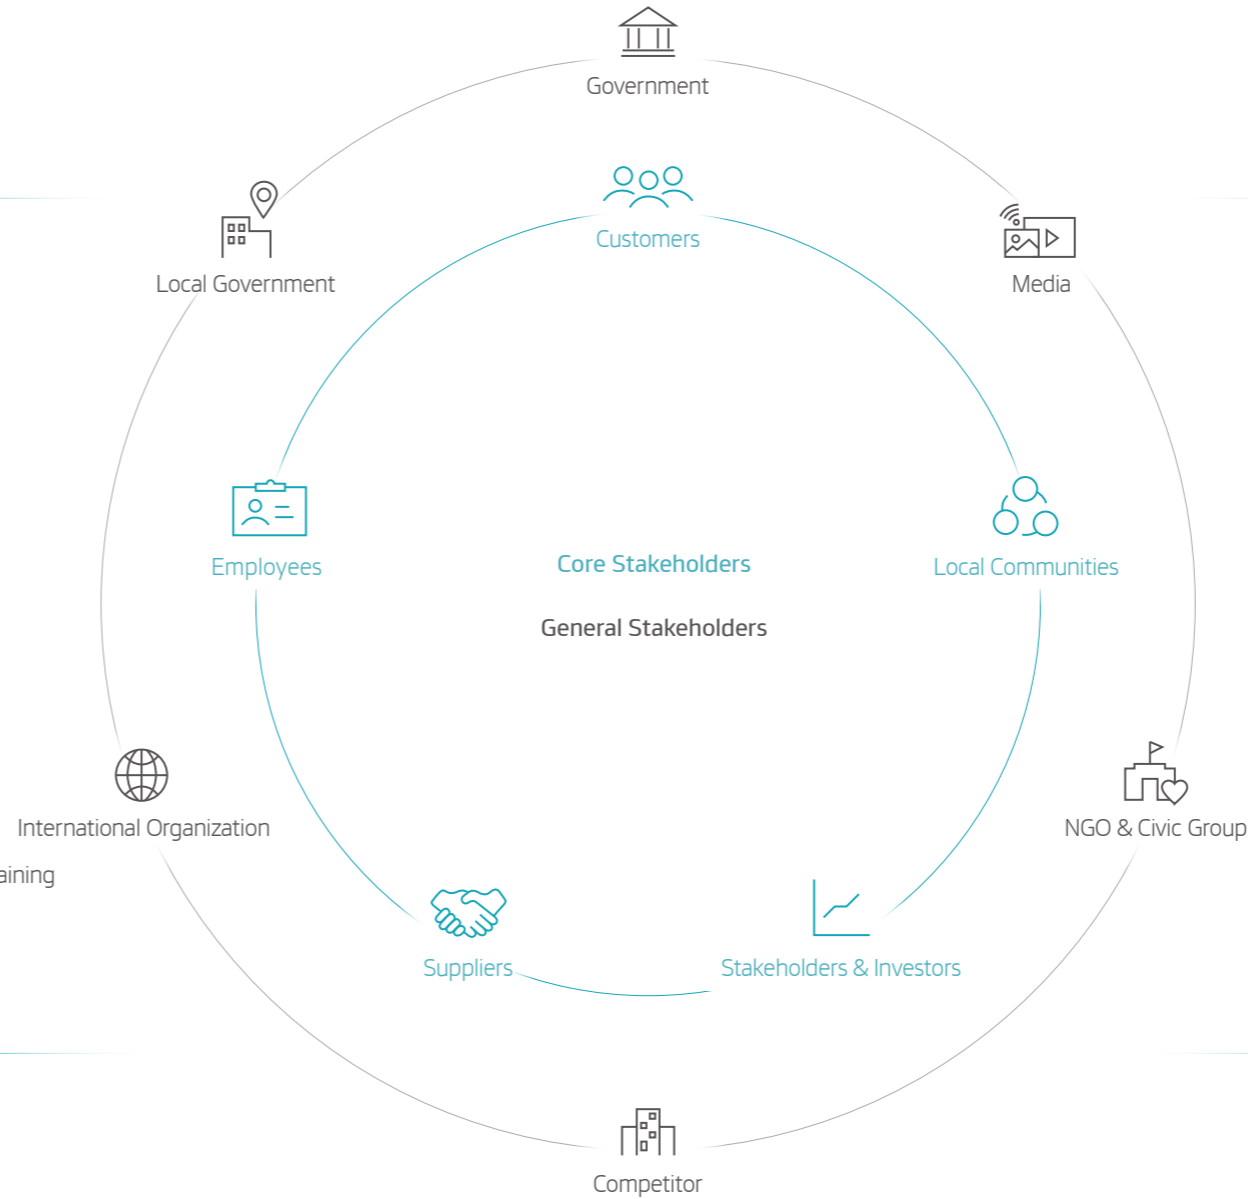 Government
Customers
Local Government
Media
Core Stakeholders
Employees
Local Communities
General Stakeholders
International Organization
NGO & Civic Group
aining
Suppliers
Stakeholders & Investors
Competitor